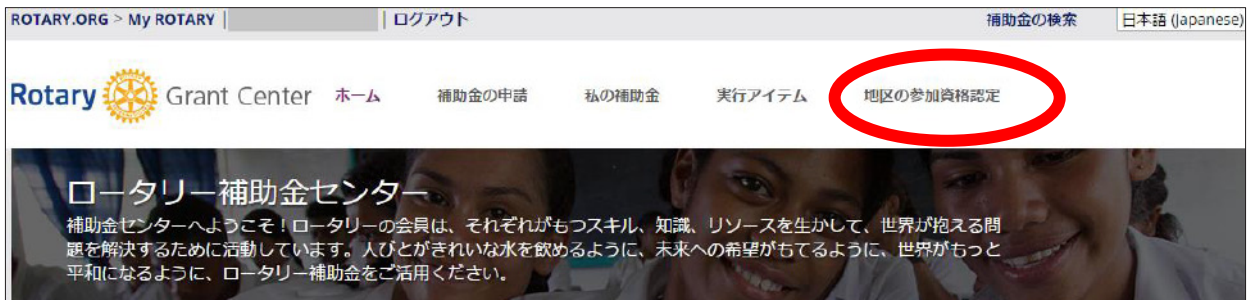 ROTARY.ORG > My ROTARY | | ログアウト 補助金の検索 日本語 (Japanese)
Rotary Grant Center ホーム 補助金の申請 私の補助金 実行アイテム 地区の参加資格認定
ロータリー補助金センター
補助金センターへようこそ！ロータリーの会員は、それぞれがもつスキル、知識、リソースを生かして、世界が抱える問
題を解決するために活動しています。人びとがきれいな水を飲めるように、未来への希望がもてるように、世界がもっと
平和になるように、ロータリー補助金をご活用ください。